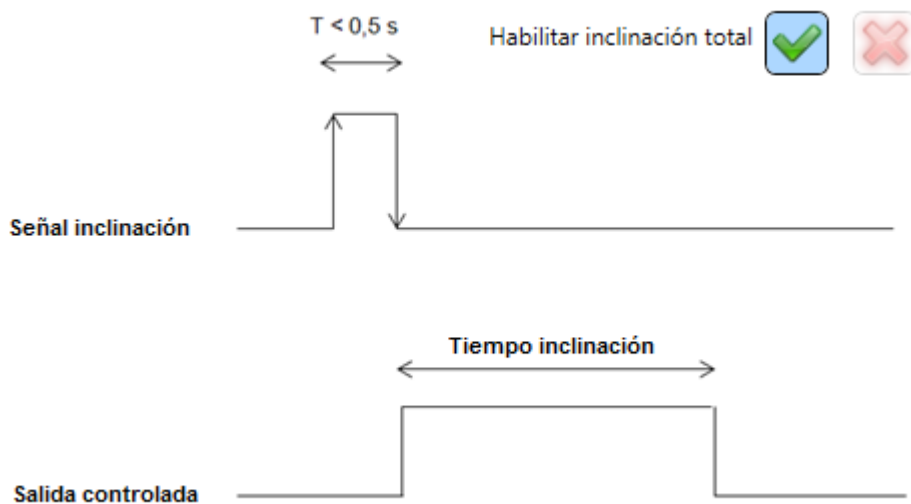 T < 0,5 s
Habilitar inclinación total
Señal inclinación
Tiempo inclinación
Salida controlada